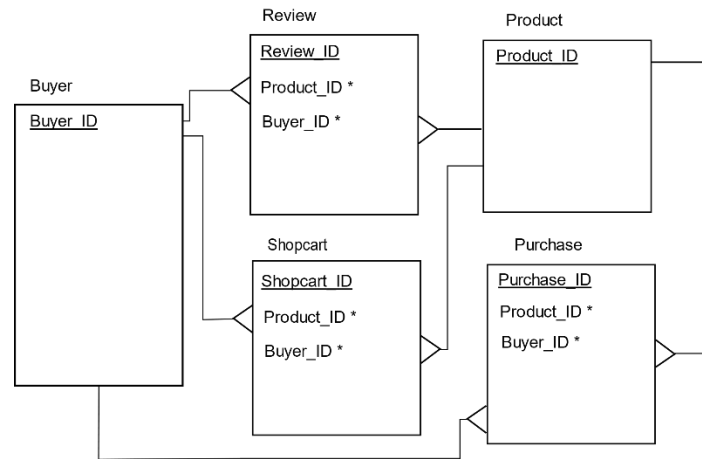 Review
Review_ID
Product_ID *
Buyer_ID *
Product
Product_ID
Buyer
Buyer_ID
Shopcart
Shopcart_ID
Product_ID *
Buyer_ID *
Purchase
Purchase_ID
Product_ID *
Buyer_ID *